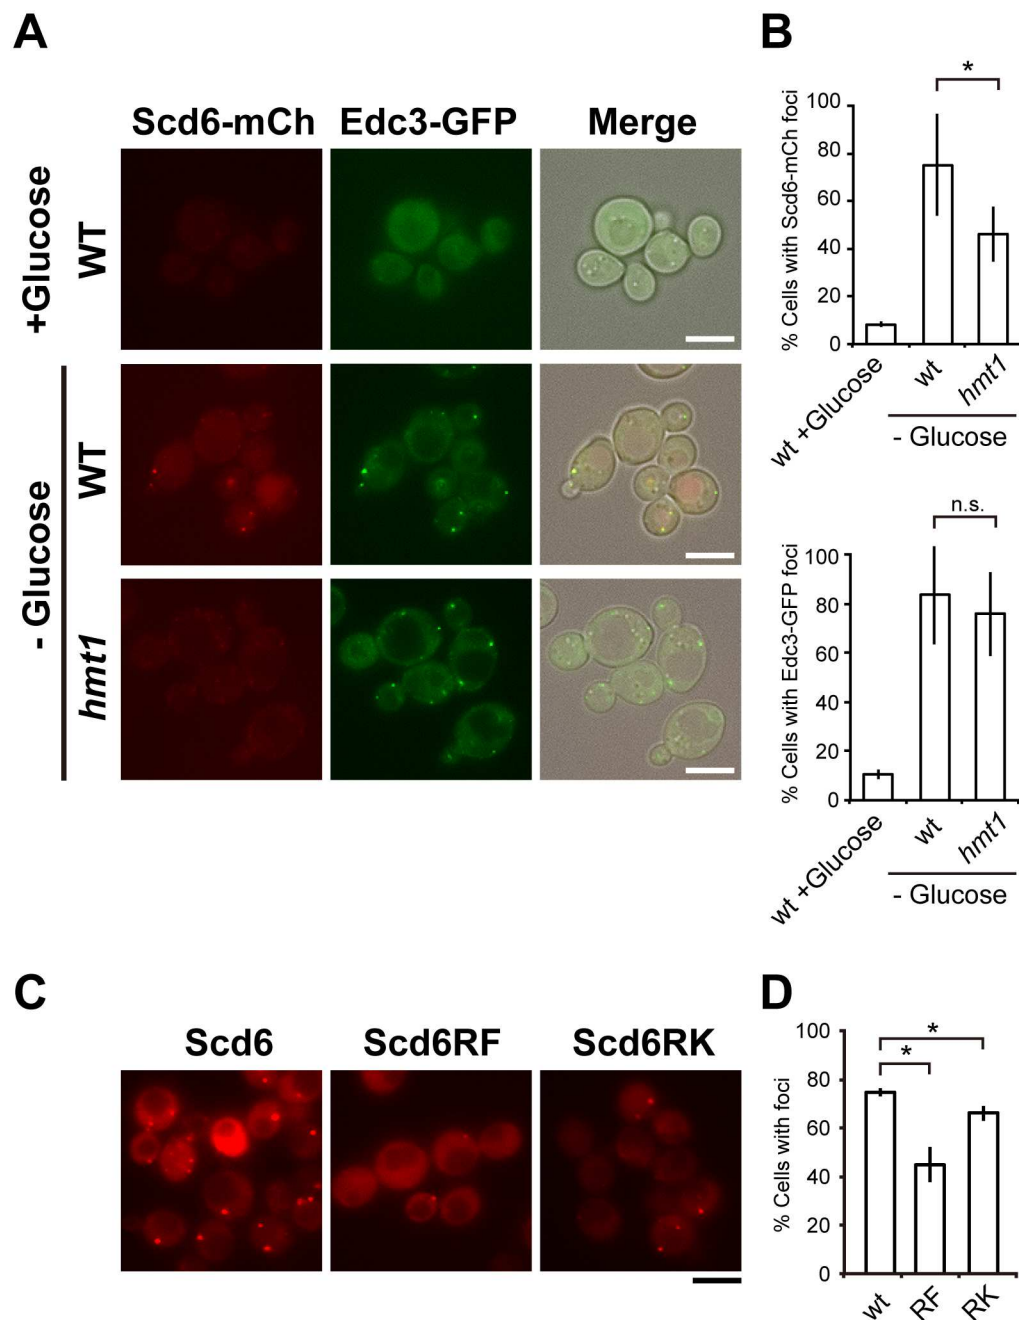 A
Scd6-mCh Edc3-GFP Merge
+Glucose
WT
- Glucose
WT
hmt1
B
% Cells with Scd6-mCh foci
100
80
60
40
20
0
*
wt +Glucose
wt
hmt1
- Glucose
% Cells with Edc3-GFP foci
100
80
60
40
20
0
n.s.
wt +Glucose
wt
hmt1
- Glucose
C
Scd6 Scd6RF Scd6RK
D
% Cells with foci
100
80
60
40
20
0
*
*
wt
RF
RK